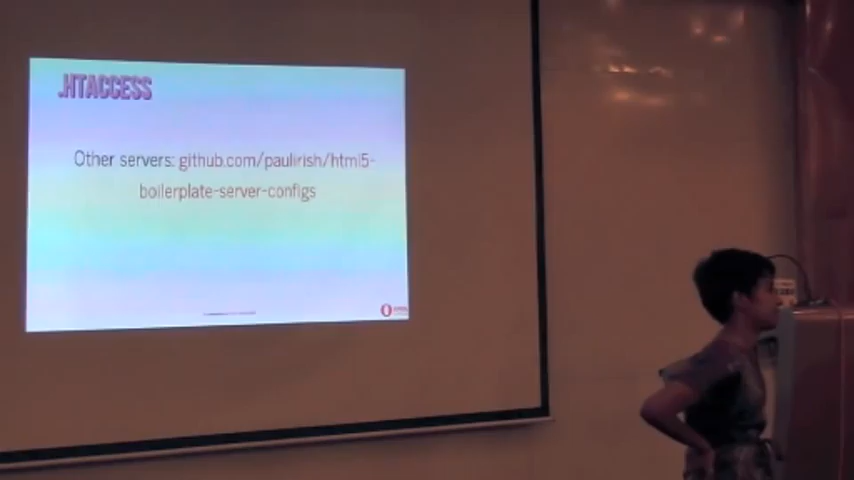 .HTACCESS
Other servers: github.com/paulirish/html5-
boilerplate-server-configs